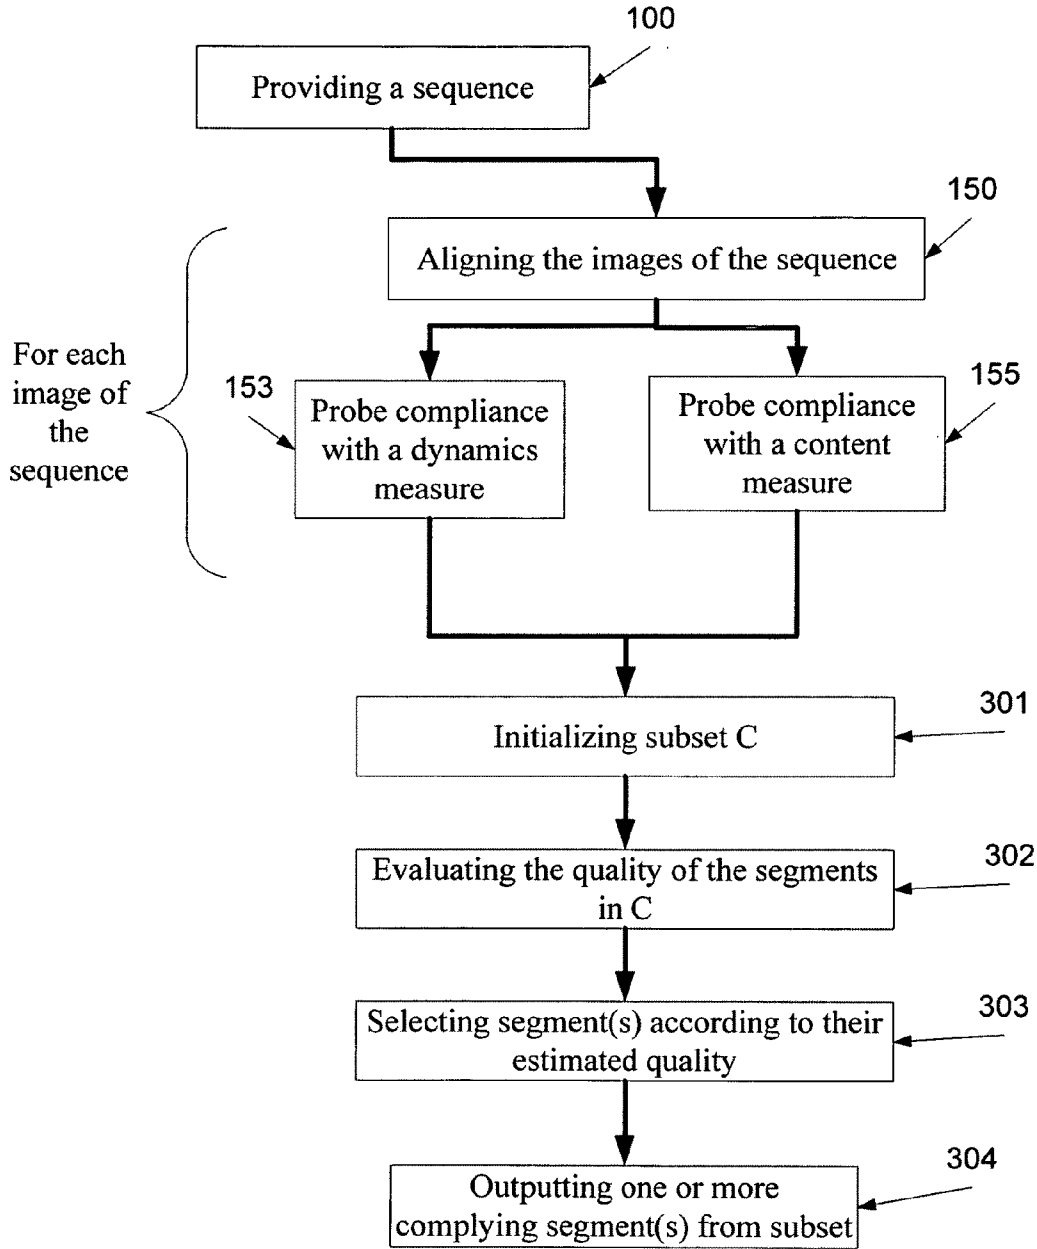 100
Providing a sequence
150
Aligning the images of the sequence
For each
image of
the
sequence
153
Probe compliance
with a dynamics
measure
155
Probe compliance
with a content
measure
301
Initializing subset C
302
Evaluating the quality of the segments
in C
303
Selecting segment(s) according to their
estimated quality
304
Outputting one or more
complying segment(s) from subset